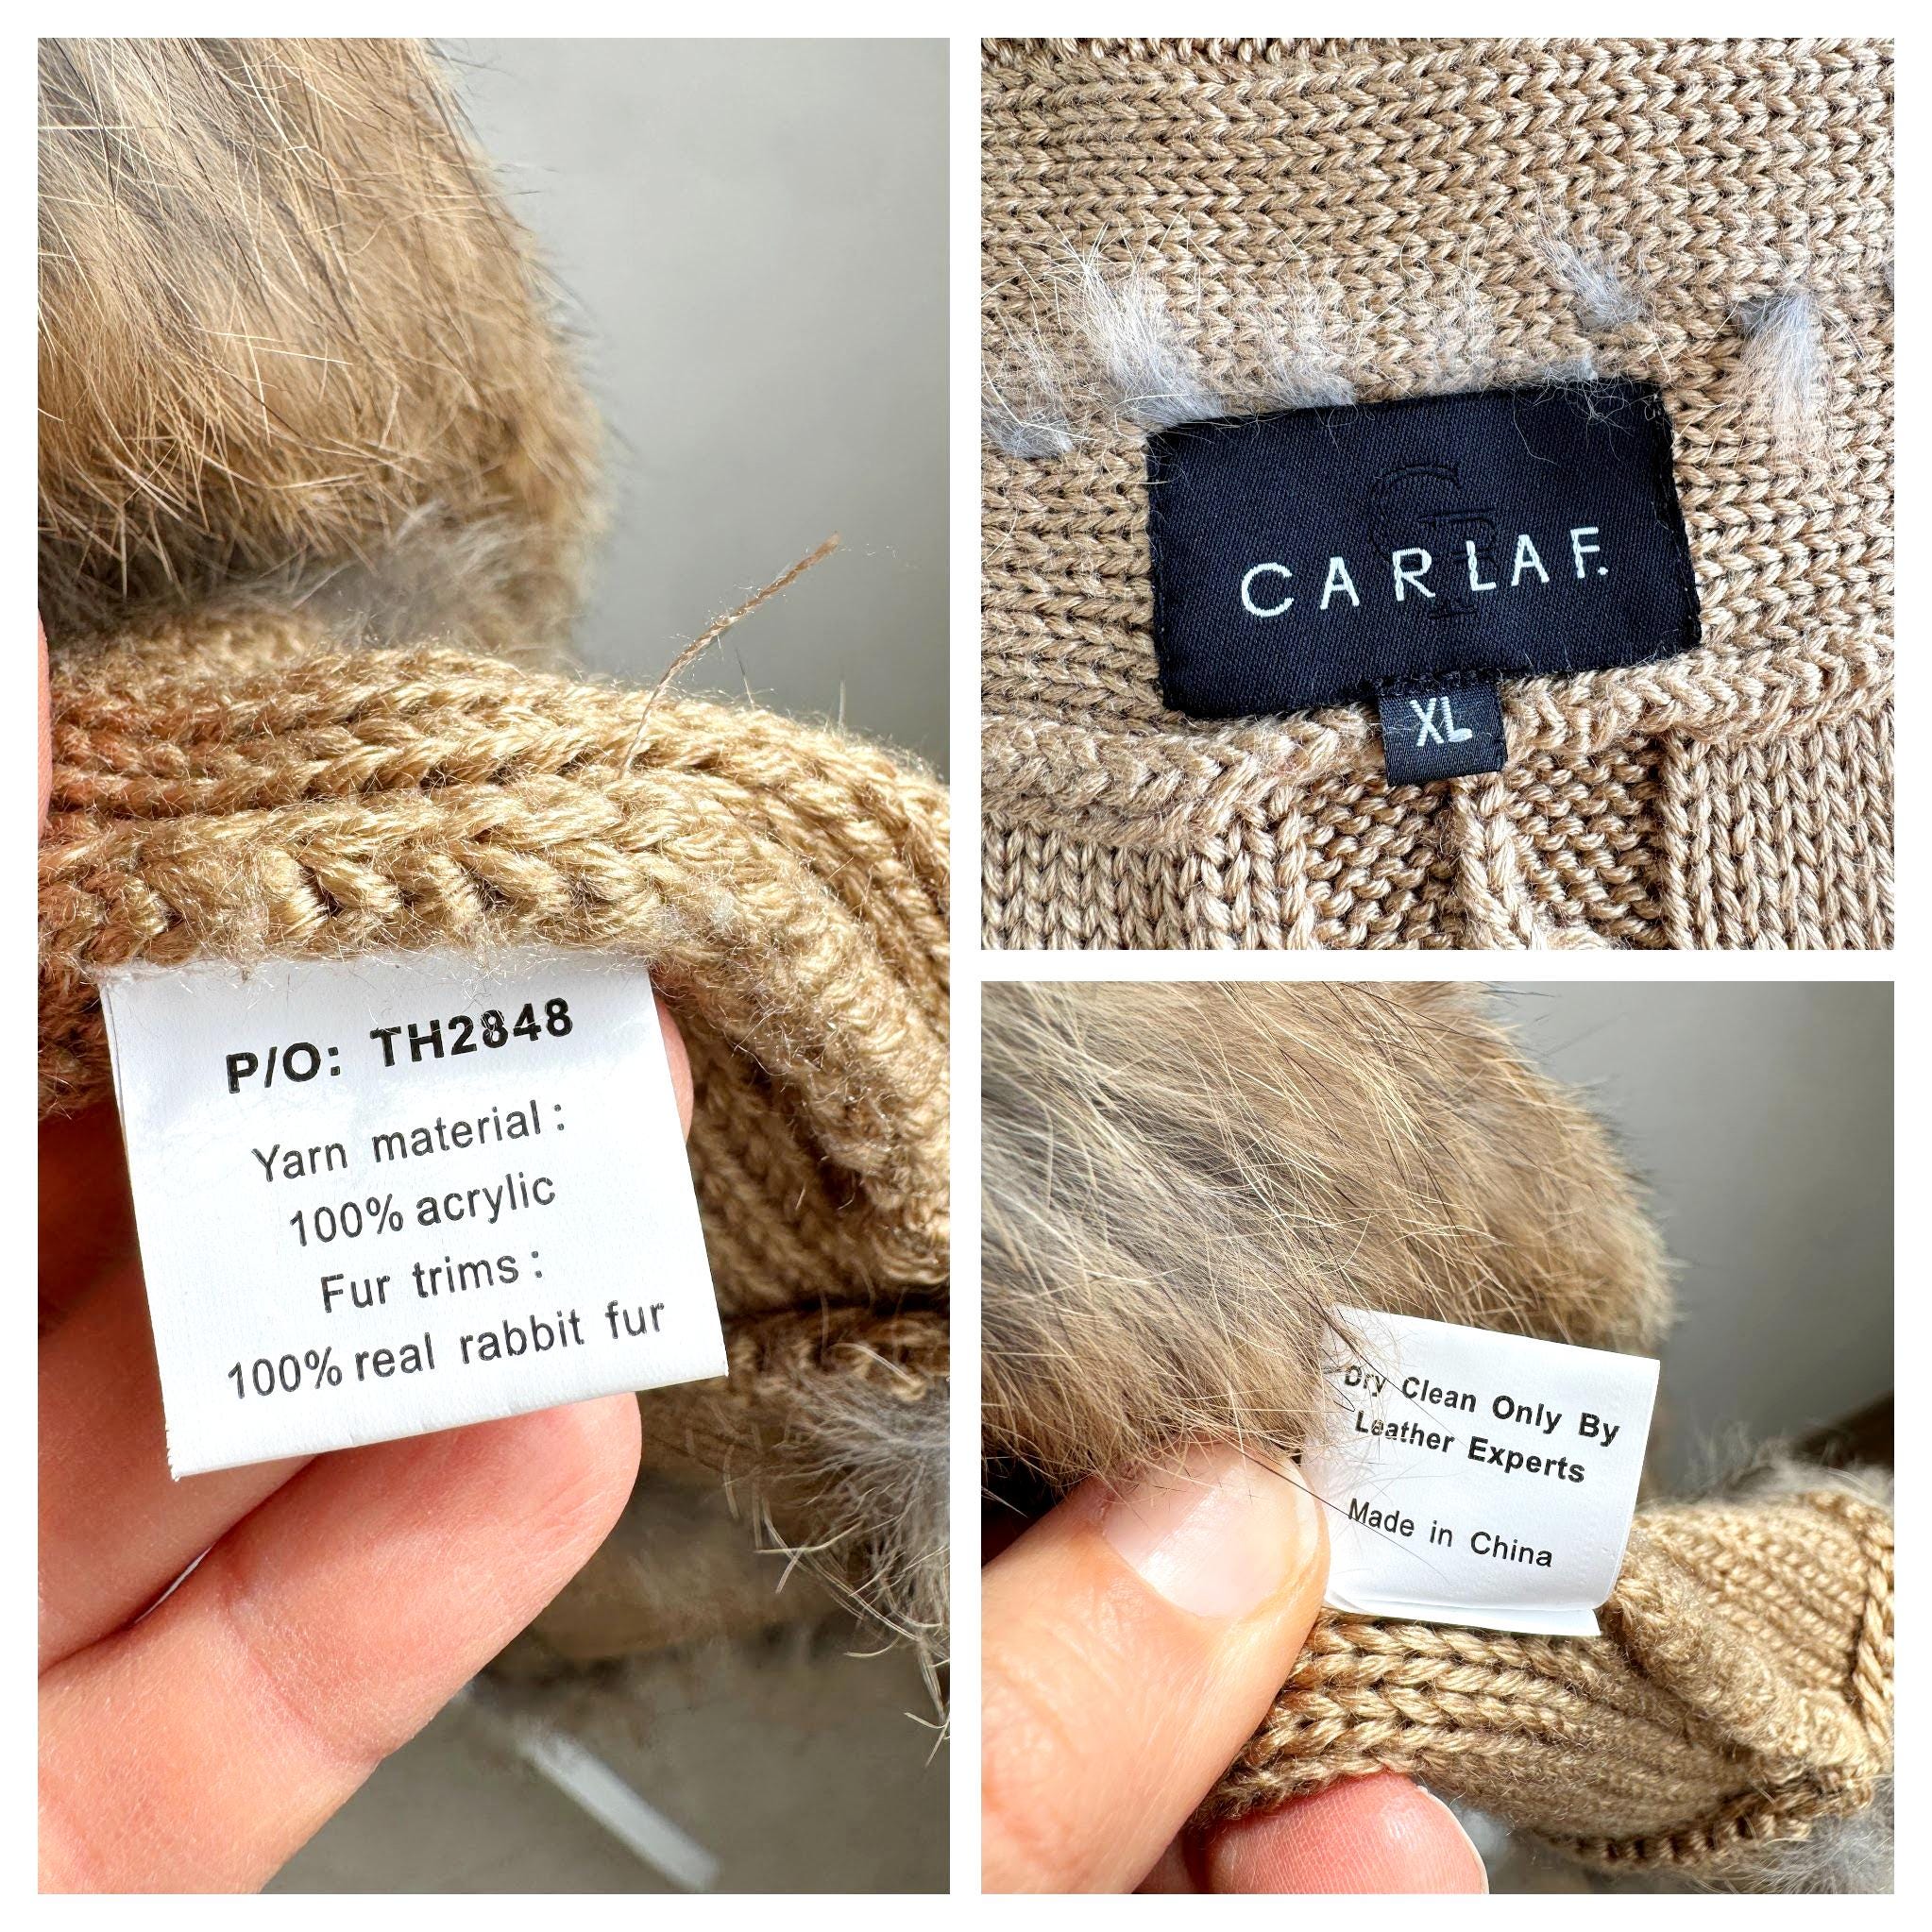 P/O: TH2848
Yarn material:
100% acrylic
Fur trims:
100% real rabbit fur
CARLA F.
XL
Dry Clean Only By
Leather Experts
Made in China